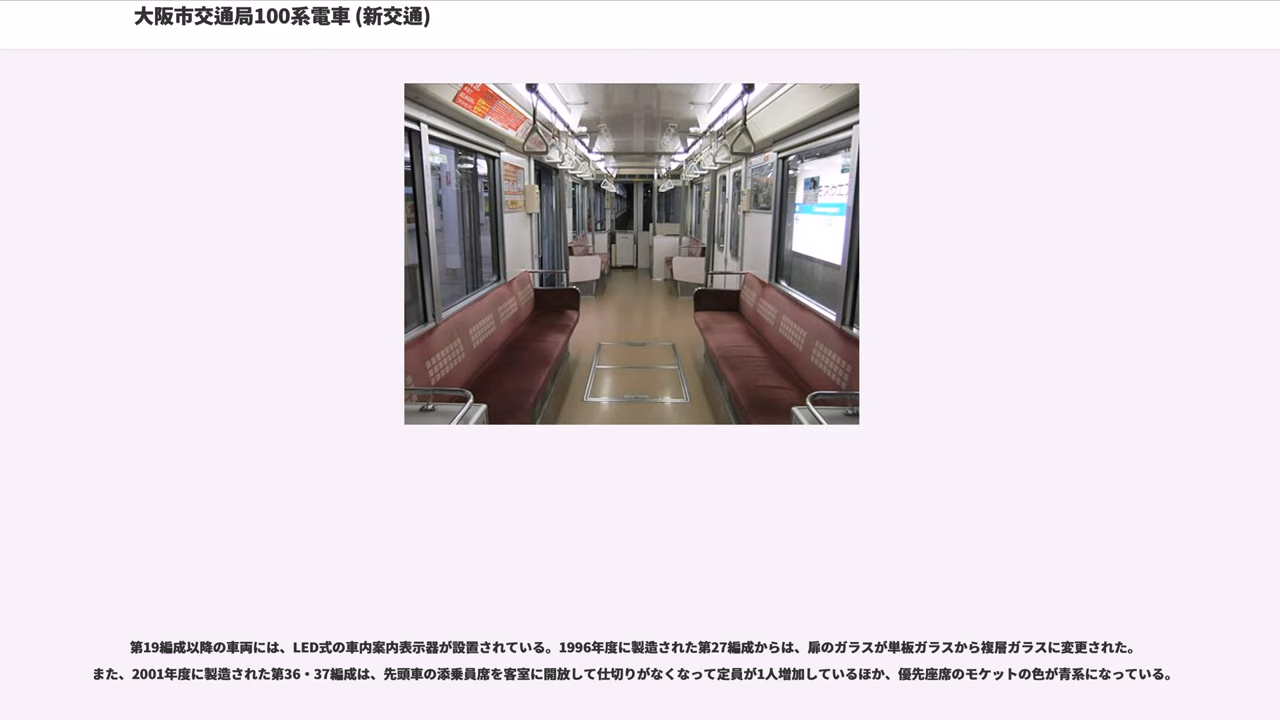 大阪市交通局100系電車 (新交通)
第19編成以降の車両には、LED式の車内案内表示器が設置されている。1996年度に製造された第27編成からは、扉のガラスが単板ガラスから複層ガラスに変更された。
また、2001年度に製造された第36・37編成は、先頭車の添乗員席を客室に開放して仕切りがなくなって定員が1人増加しているほか、優先座席のモケットの色が青系になっている。